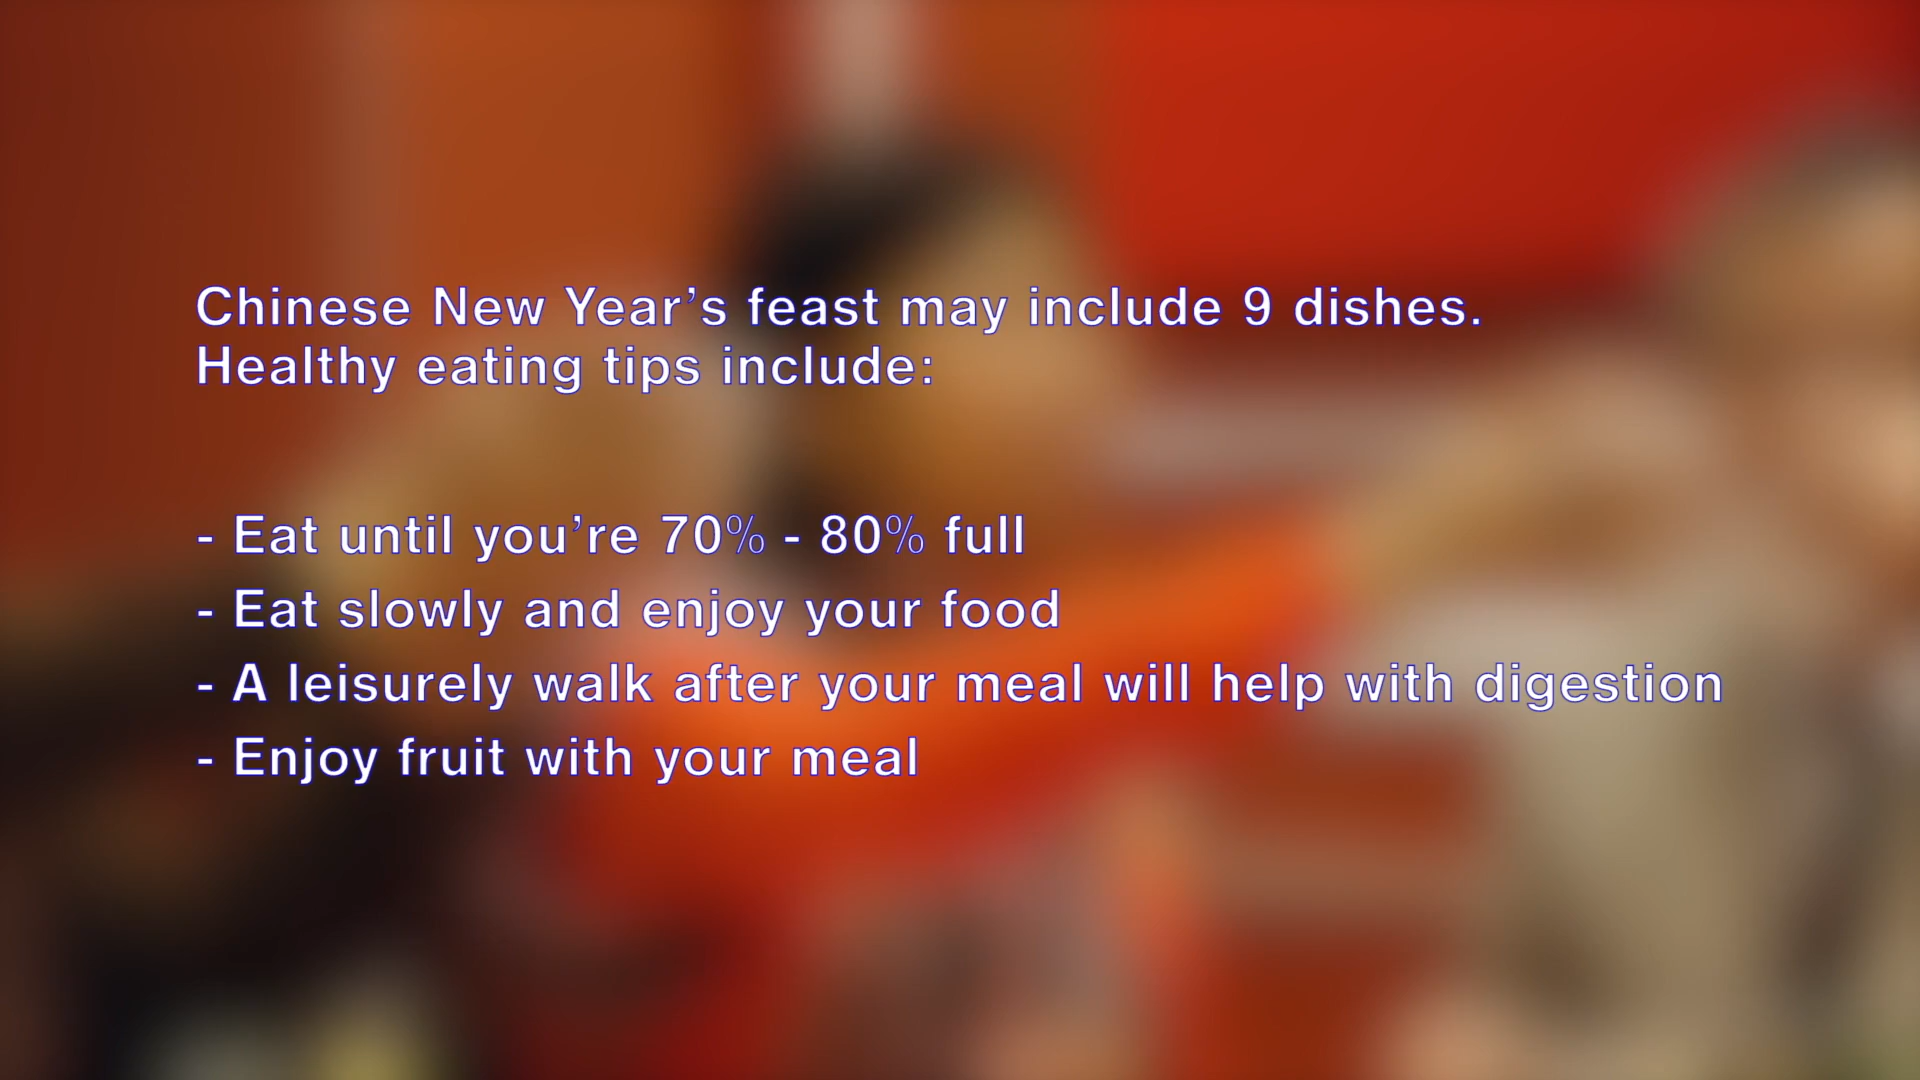 Chinese New Year’s feast may include 9 dishes.
Healthy eating tips include:
- Eat until you’re 70% - 80% full
- Eat slowly and enjoy your food
- A leisurely walk after your meal will help with digestion
- Enjoy fruit with your meal